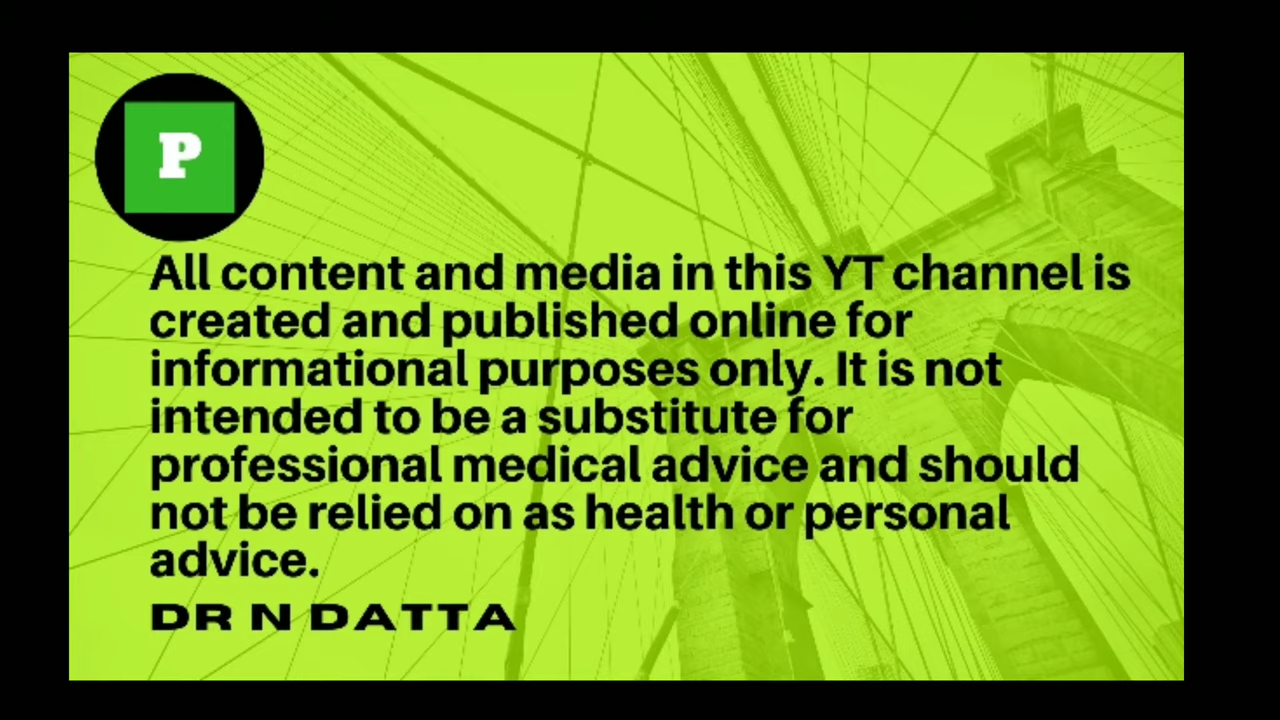 P
All content and media in this YT channel is
created and published online for
informational purposes only. It is not
intended to be a substitute for
professional medical advice and should
not be relied on as health or personal
advice.
DR N DATTA